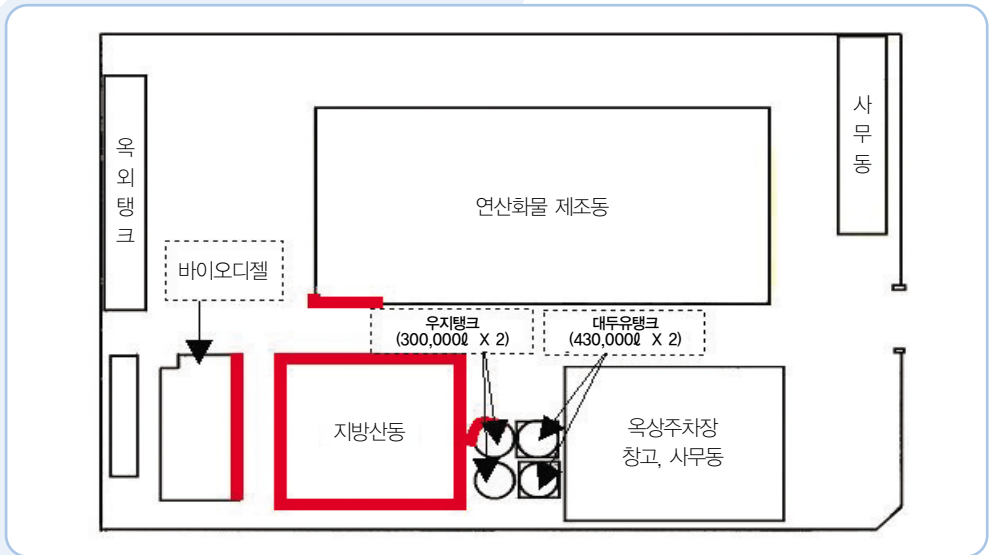 사무동
옥외탱크
연산화물 제조동
바이오디젤
우지탱크
(300,000ℓ X 2)
대두유탱크
(430,000ℓ X 2)
지방산동
옥상주차장
창고, 사무동